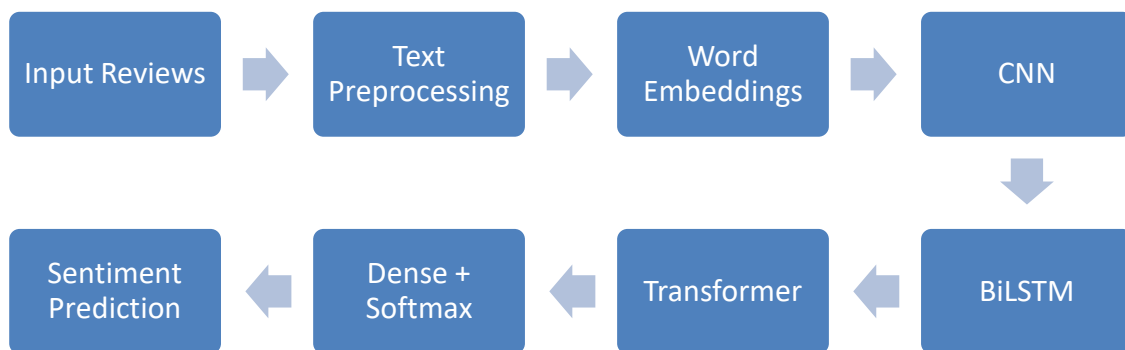 Input Reviews
Text
Preprocessing
Word
Embeddings
CNN
BiLSTM
Transformer
Dense +
Softmax
Sentiment
Prediction